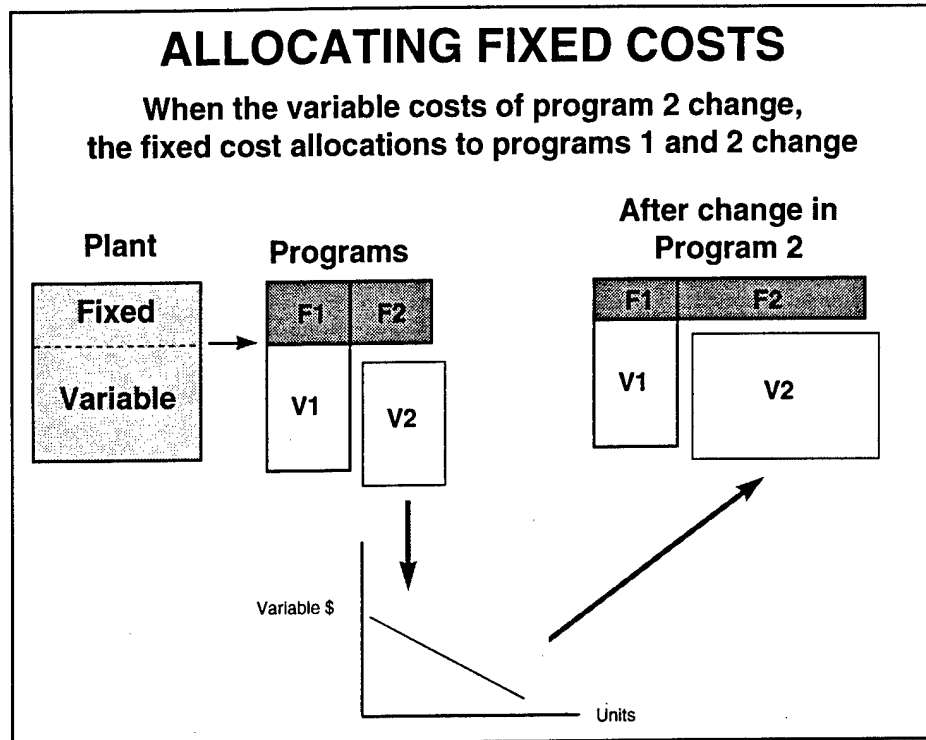 ALLOCATING FIXED COSTS
When the variable costs of program 2 change,
the fixed cost allocations to programs 1 and 2 change
Plant
Fixed
Variable
Programs
F1 F2
V1
V2
After change in
Program 2
F1 F2
V1
V2
Variable $
Units